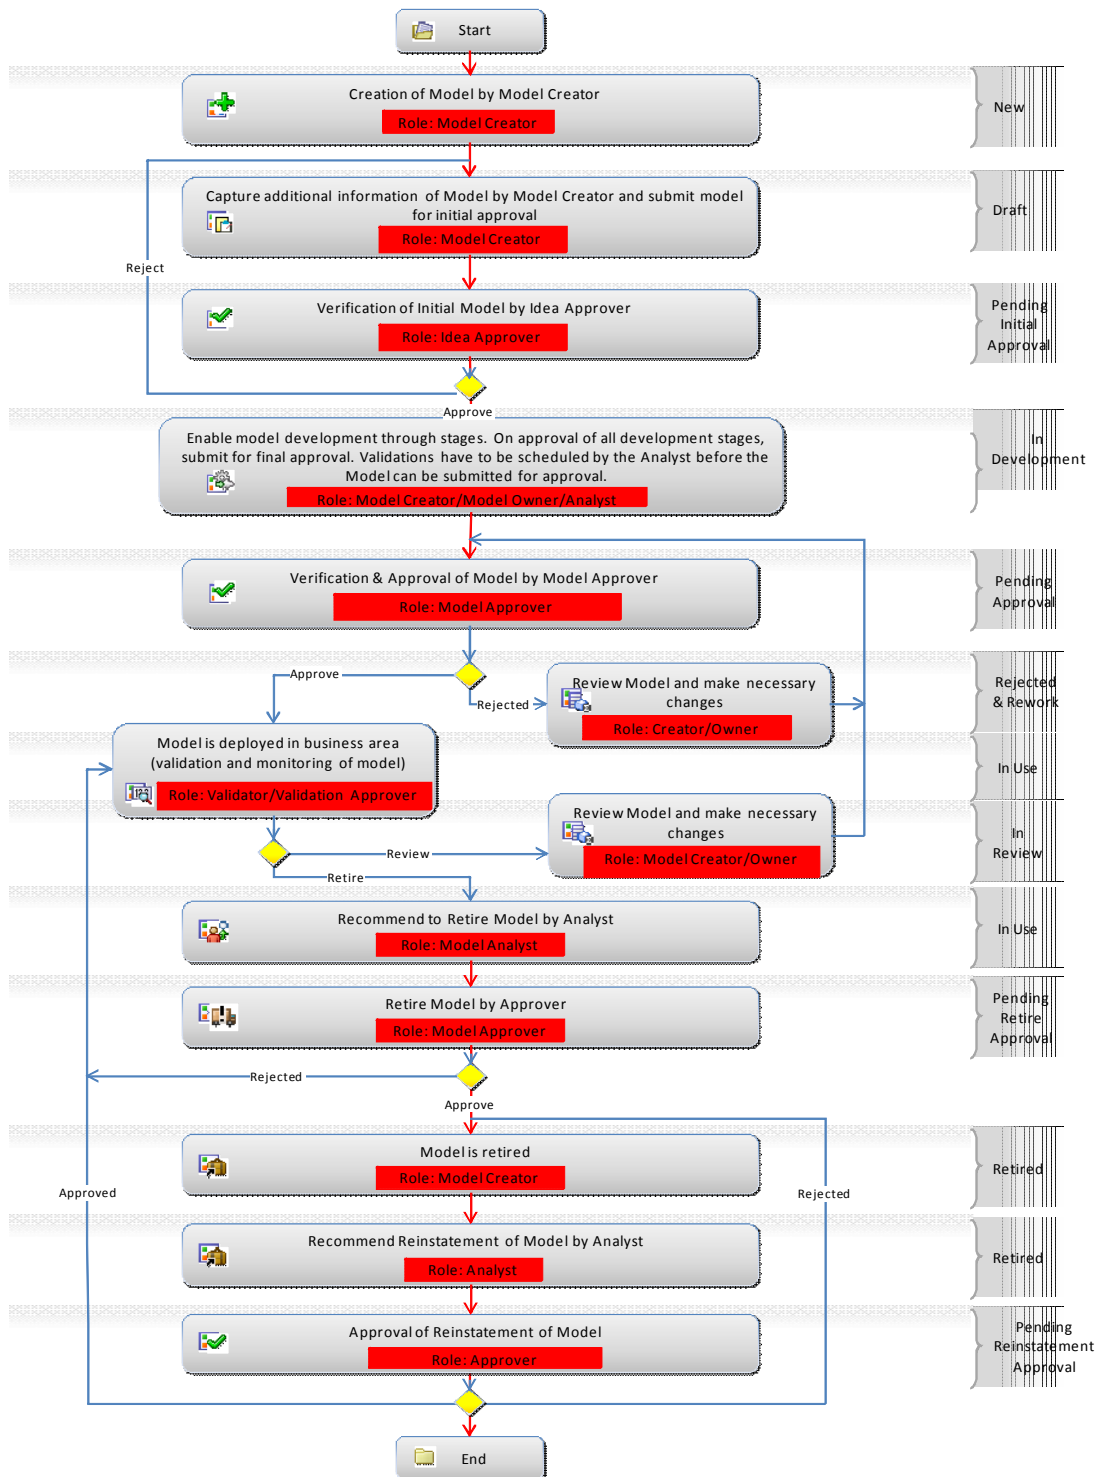 Start
Creation of Model by Model Creator
Role: Model Creator
New
Capture additional information of Model by Model Creator and submit model
for initial approval
Role: Model Creator
Draft
Reject
Verification of Initial Model by Idea Approver
Role: Idea Approver
Pending
Initial
Approval
Approve
Enable model development through stages. On approval of all development stages,
submit for final approval. Validations have to be scheduled by the Analyst before the
Model can be submitted for approval.
Role: Model Creator/Model Owner/Analyst
In
Development
Verification & Approval of Model by Model Approver
Role: Model Approver
Pending
Approval
Approve
Rejected
Review Model and make necessary
changes
Role: Creator/Owner
Rejected
& Rework
Model is deployed in business area
(validation and monitoring of model)
Role: Validator/Validation Approver
In Use
Review
Review Model and make necessary
changes
Role: Model Creator/Owner
In
Review
Retire
Recommend to Retire Model by Analyst
Role: Model Analyst
In Use
Retire Model by Approver
Role: Model Approver
Pending
Retire
Approval
Rejected
Approve
Model is retired
Role: Model Creator
Retired
Approved
Rejected
Recommend Reinstatement of Model by Analyst
Role: Analyst
Retired
Approval of Reinstatement of Model
Role: Approver
Pending
Reinstatement
Approval
End